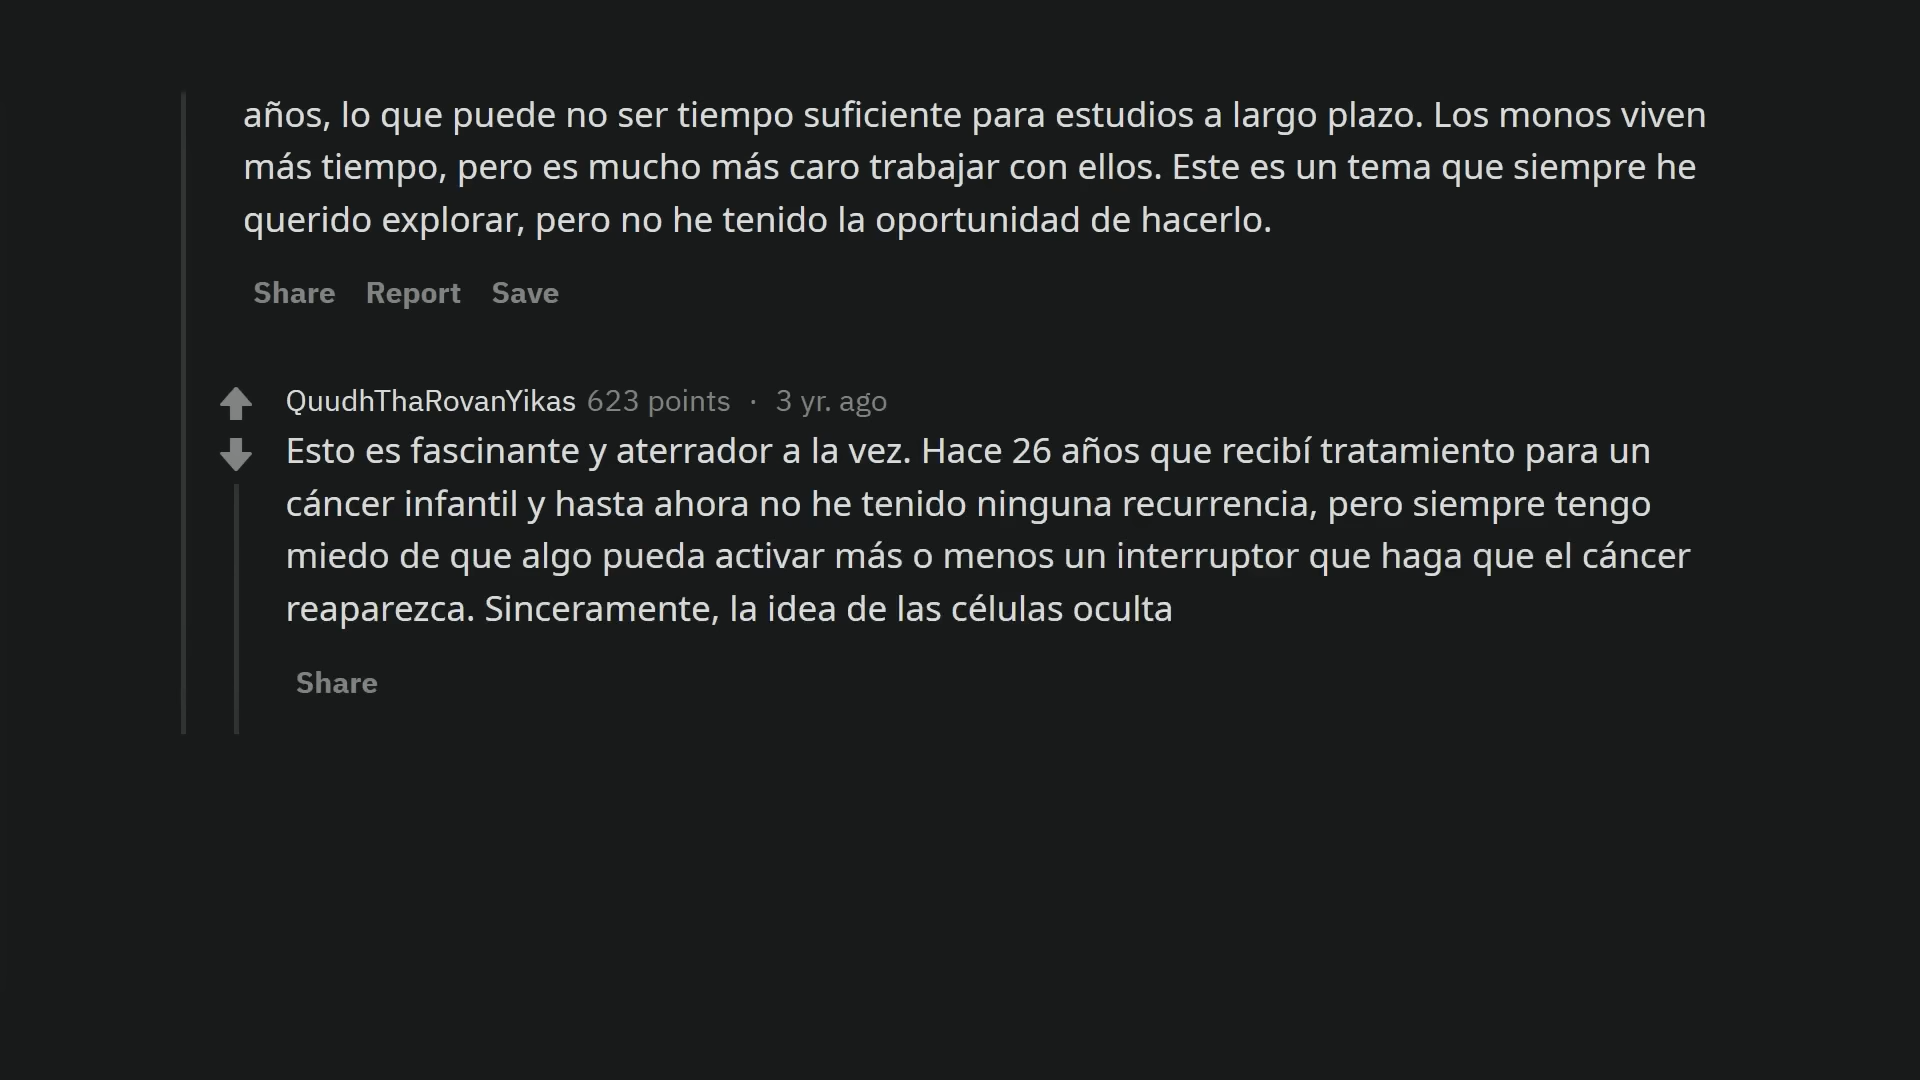 años, lo que puede no ser tiempo suficiente para estudios a largo plazo. Los monos viven
más tiempo, pero es mucho más caro trabajar con ellos. Este es un tema que siempre he
querido explorar, pero no he tenido la oportunidad de hacerlo.
Share Report Save
QuudhThaRovanYikas 623 points · 3 yr. ago
Esto es fascinante y aterrador a la vez. Hace 26 años que recibí tratamiento para un
cáncer infantil y hasta ahora no he tenido ninguna recurrencia, pero siempre tengo
miedo de que algo pueda activar más o menos un interruptor que haga que el cáncer
reaparezca. Sinceramente, la idea de las células oculta
Share